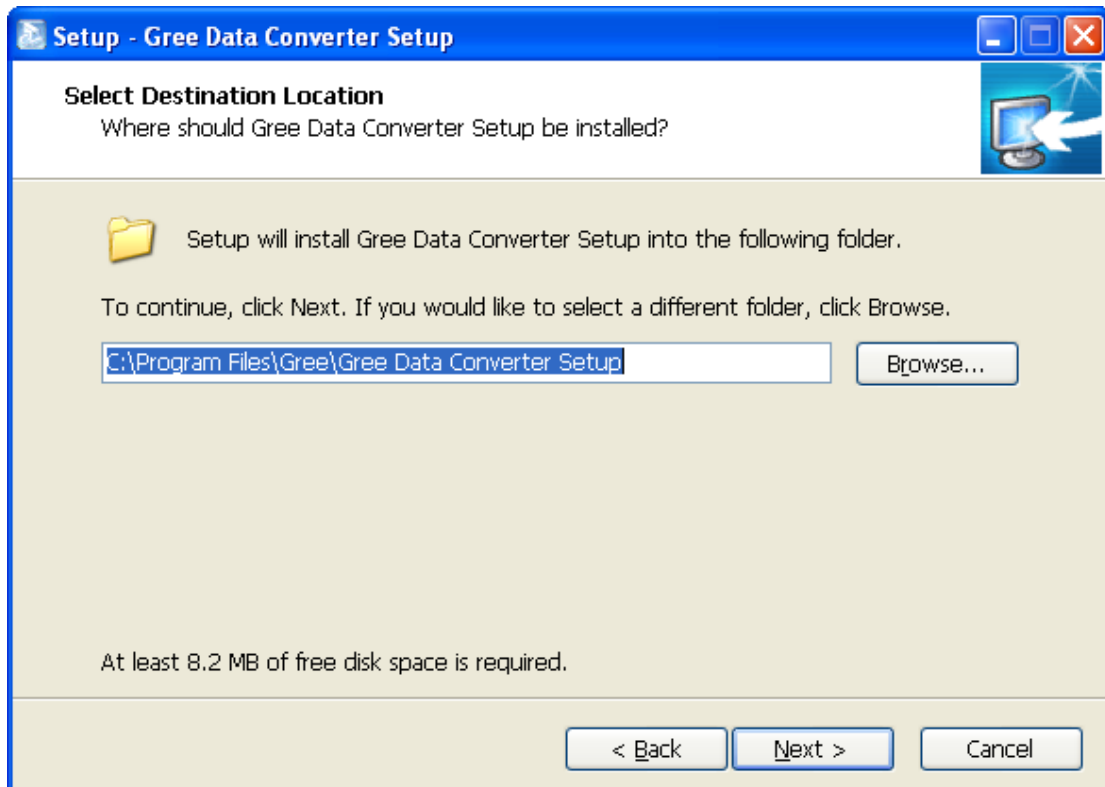 Setup - Gree Data Converter Setup
Select Destination Location
Where should Gree Data Converter Setup be installed?
Setup will install Gree Data Converter Setup into the following folder.
To continue, click Next. If you would like to select a different folder, click Browse.
C:\Program Files\Gree\Gree Data Converter Setup
Browse...
At least 8.2 MB of free disk space is required.
< Back
Next >
Cancel